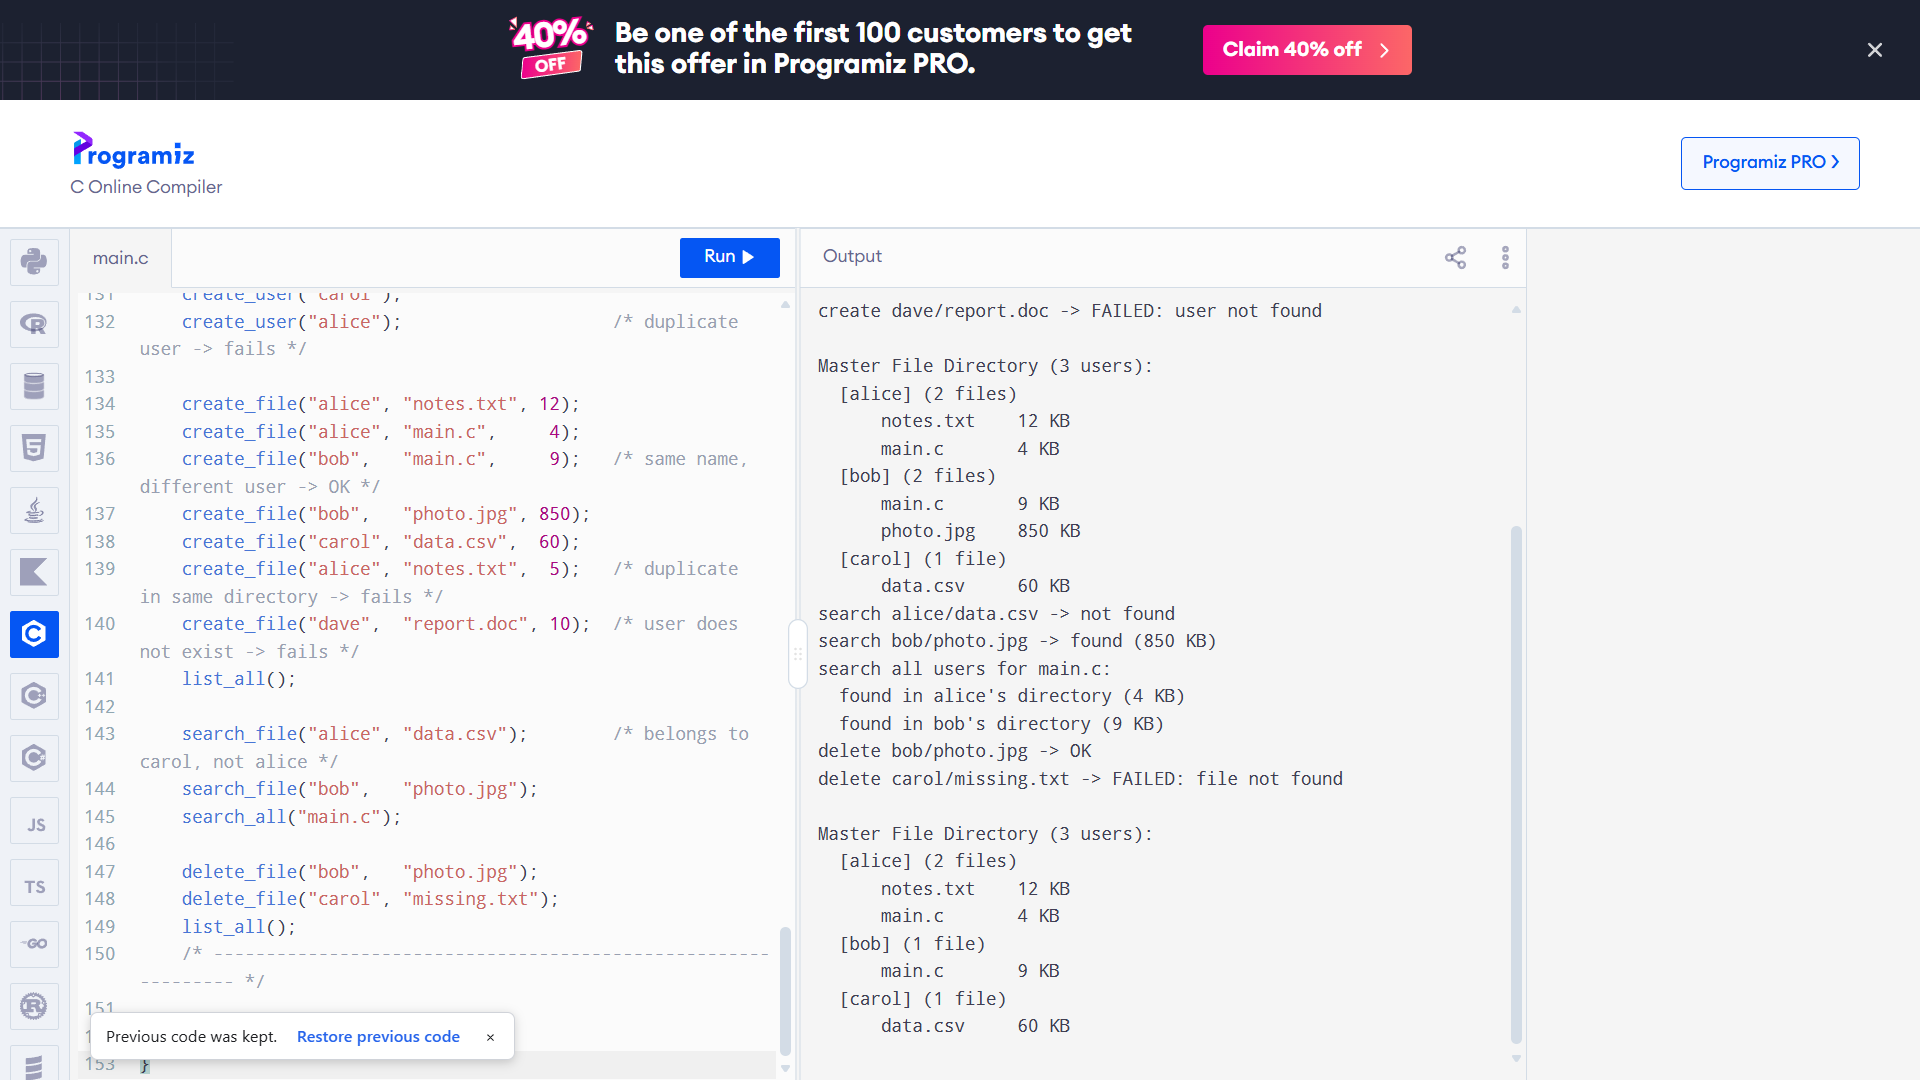 40%
OFF
Be one of the first 100 customers to get
this offer in Programiz PRO.
Claim 40% off
Programiz
C Online Compiler
Programiz PRO
main.c
Run
131     create_user("carol");
132     create_user("alice");                    /* duplicate
user -> fails */
133
134     create_file("alice", "notes.txt", 12);
135     create_file("alice", "main.c",     4);
136     create_file("bob",   "main.c",     9);   /* same name,
different user -> OK */
137     create_file("bob",   "photo.jpg", 850);
138     create_file("carol", "data.csv",  60);
139     create_file("alice", "notes.txt",  5);   /* duplicate
in same directory -> fails */
140     create_file("dave",  "report.doc", 10);  /* user does
not exist -> fails */
141     list_all();
142
143     search_file("alice", "data.csv");        /* belongs to
carol, not alice */
144     search_file("bob",   "photo.jpg");
145     search_all("main.c");
146
147     delete_file("bob",   "photo.jpg");
148     delete_file("carol", "missing.txt");
149     list_all();
150     /* -----------------------------------------------------
--------- */
151
153 }
Previous code was kept. Restore previous code ×
Output
create dave/report.doc -> FAILED: user not found
Master File Directory (3 users):
  [alice] (2 files)
      notes.txt    12 KB
      main.c       4 KB
  [bob] (2 files)
      main.c       9 KB
      photo.jpg    850 KB
  [carol] (1 file)
      data.csv     60 KB
search alice/data.csv -> not found
search bob/photo.jpg -> found (850 KB)
search all users for main.c:
  found in alice's directory (4 KB)
  found in bob's directory (9 KB)
delete bob/photo.jpg -> OK
delete carol/missing.txt -> FAILED: file not found
Master File Directory (3 users):
  [alice] (2 files)
      notes.txt    12 KB
      main.c       4 KB
  [bob] (1 file)
      main.c       9 KB
  [carol] (1 file)
      data.csv     60 KB
R
5
C
JS
TS
GO
R